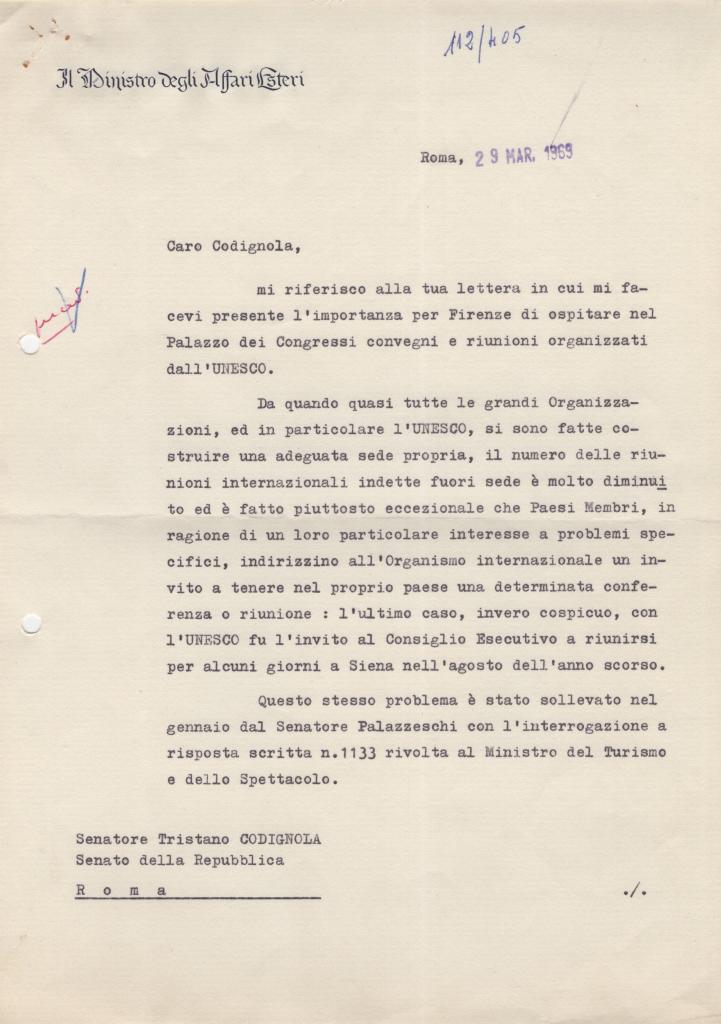 112/405
Il Ministro degli Affari Esteri
Roma, 29 MAR. 1969
Caro Codignola,
mi riferisco alla tua lettera in cui mi fa-
cevi presente l'importanza per Firenze di ospitare nel
Palazzo dei Congressi convegni e riunioni organizzati
dall'UNESCO.
Da quando quasi tutte le grandi Organizza-
zioni, ed in particolare l'UNESCO, si sono fatte co-
struire una adeguata sede propria, il numero delle riu-
nioni internazionali indette fuori sede è molto diminui
to ed è fatto piuttosto eccezionale che Paesi Membri, in
ragione di un loro particolare interesse a problemi spe-
cifici, indirizzino all'Organismo internazionale un in-
vito a tenere nel proprio paese una determinata confe-
renza o riunione : l'ultimo caso, invero cospicuo, con
l'UNESCO fu l'invito al Consiglio Esecutivo a riunirsi
per alcuni giorni a Siena nell'agosto dell'anno scorso.
Questo stesso problema è stato sollevato nel
gennaio dal Senatore Palazzeschi con l'interrogazione a
risposta scritta n.1133 rivolta al Ministro del Turismo
e dello Spettacolo.
Senatore Tristano CODIGNOLA
Senato della Repubblica
R o m a
./.